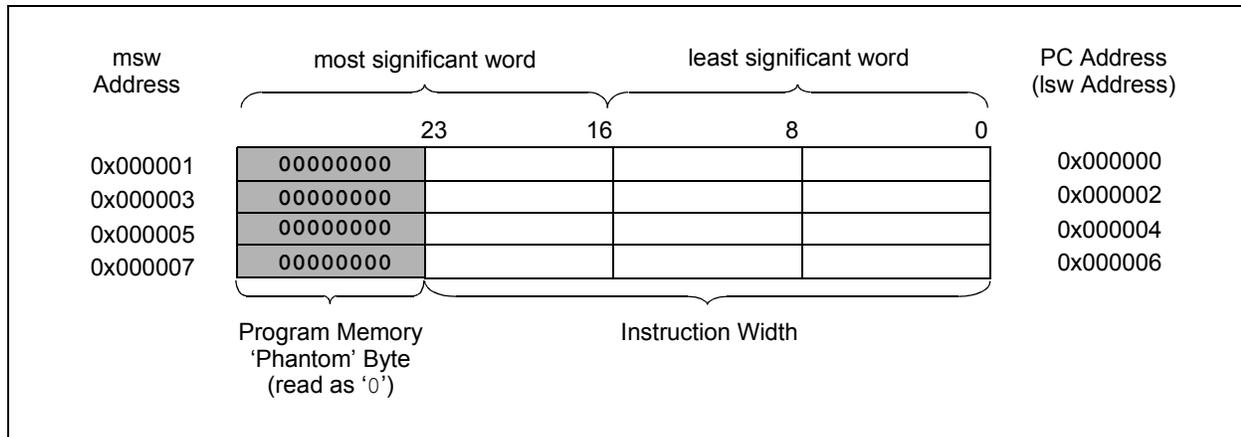 msw
Address
most significant word
least significant word
PC Address
(lsw Address)
23
16
8
0
0x000001
00000000
0x000000
0x000003
00000000
0x000002
0x000005
00000000
0x000004
0x000007
00000000
0x000006
Program Memory
‘Phantom’ Byte
(read as ‘0’)
Instruction Width